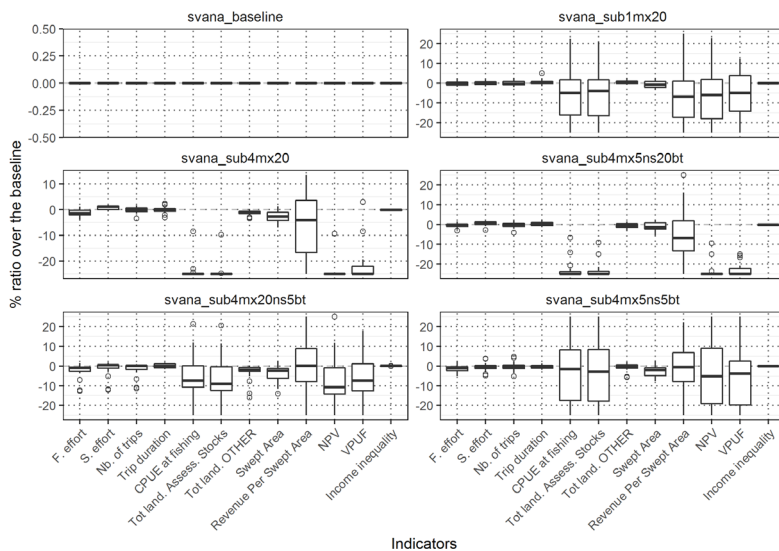 svana_baseline
svana_sub1mx20
0.50
0.25
0.00
-0.25
-0.50
20
10
0
-10
-20
svana_sub4mx20
svana_sub4mx5ns20bt
10
0
-10
-20
20
10
0
-10
-20
svana_sub4mx20ns5bt
svana_sub4mx5ns5bt
20
10
0
-10
-20
20
10
0
-10
-20
% ratio over the baseline
F. effort
S. effort
Nb. of trips
Trip duration
CPUE at fishing
Tot land. Assess. Stocks
Tot land. OTHER
Swept Area
Revenue Per Swept Area
NPV
VPUF
Income inequality
F. effort
S. effort
Nb. of trips
Trip duration
CPUE at fishing
Tot land. Assess. Stocks
Tot land. OTHER
Swept Area
Revenue Per Swept Area
NPV
VPUF
Income inequality
Indicators